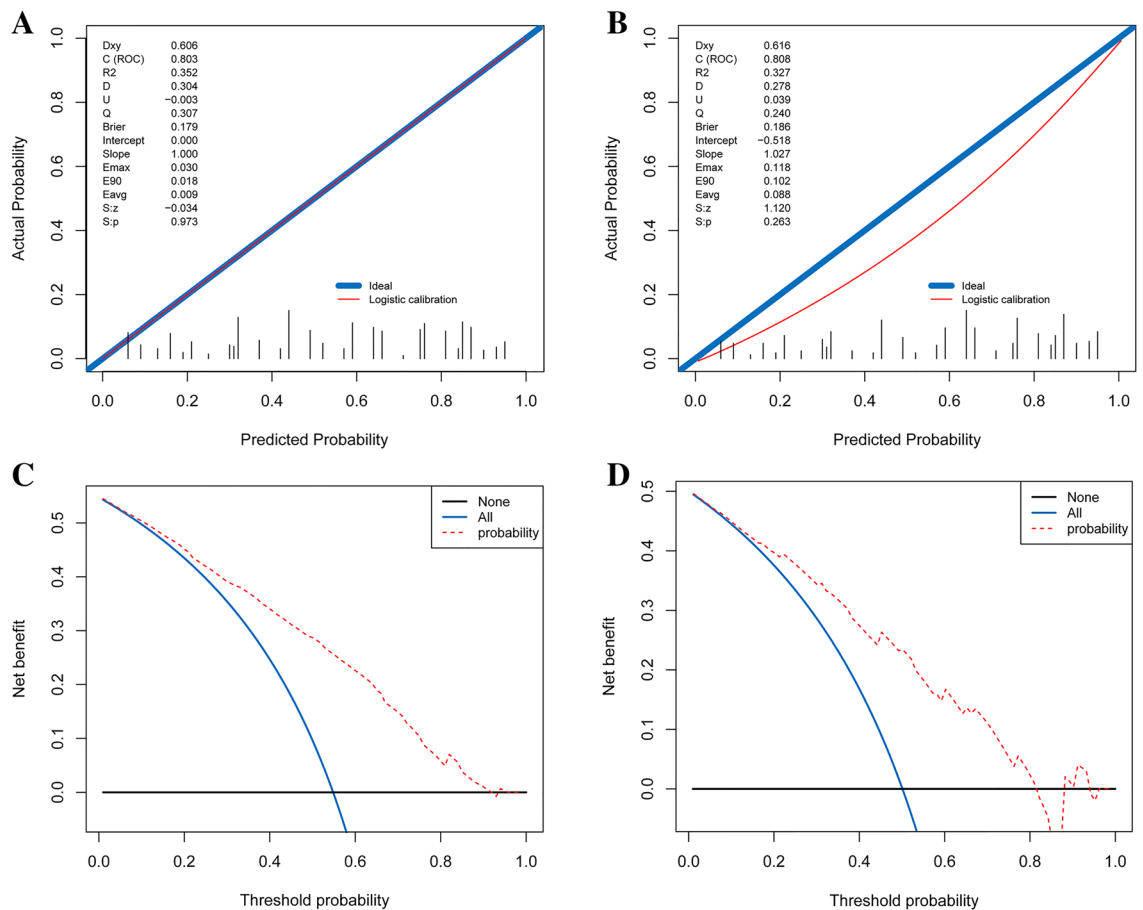 A
Dxy 0.606
C (ROC) 0.803
R2 0.352
D 0.304
U −0.003
Q 0.307
Brier 0.179
Intercept 0.000
Slope 1.000
Emax 0.030
E90 0.018
Eavg 0.009
S:z −0.034
S:p 0.973
Ideal
Logistic calibration
Actual Probability
0.0 0.2 0.4 0.6 0.8 1.0
0.0 0.2 0.4 0.6 0.8 1.0
Predicted Probability
B
Dxy 0.616
C (ROC) 0.808
R2 0.327
D 0.278
U 0.039
Q 0.240
Brier 0.186
Intercept −0.518
Slope 1.027
Emax 0.118
E90 0.102
Eavg 0.088
S:z 1.120
S:p 0.263
Ideal
Logistic calibration
Actual Probability
0.0 0.2 0.4 0.6 0.8 1.0
0.0 0.2 0.4 0.6 0.8 1.0
Predicted Probability
C
None
All
probability
Net benefit
0.0 0.1 0.2 0.3 0.4 0.5
0.0 0.2 0.4 0.6 0.8 1.0
Threshold probability
D
None
All
probability
Net benefit
0.0 0.1 0.2 0.3 0.4 0.5
0.0 0.2 0.4 0.6 0.8 1.0
Threshold probability